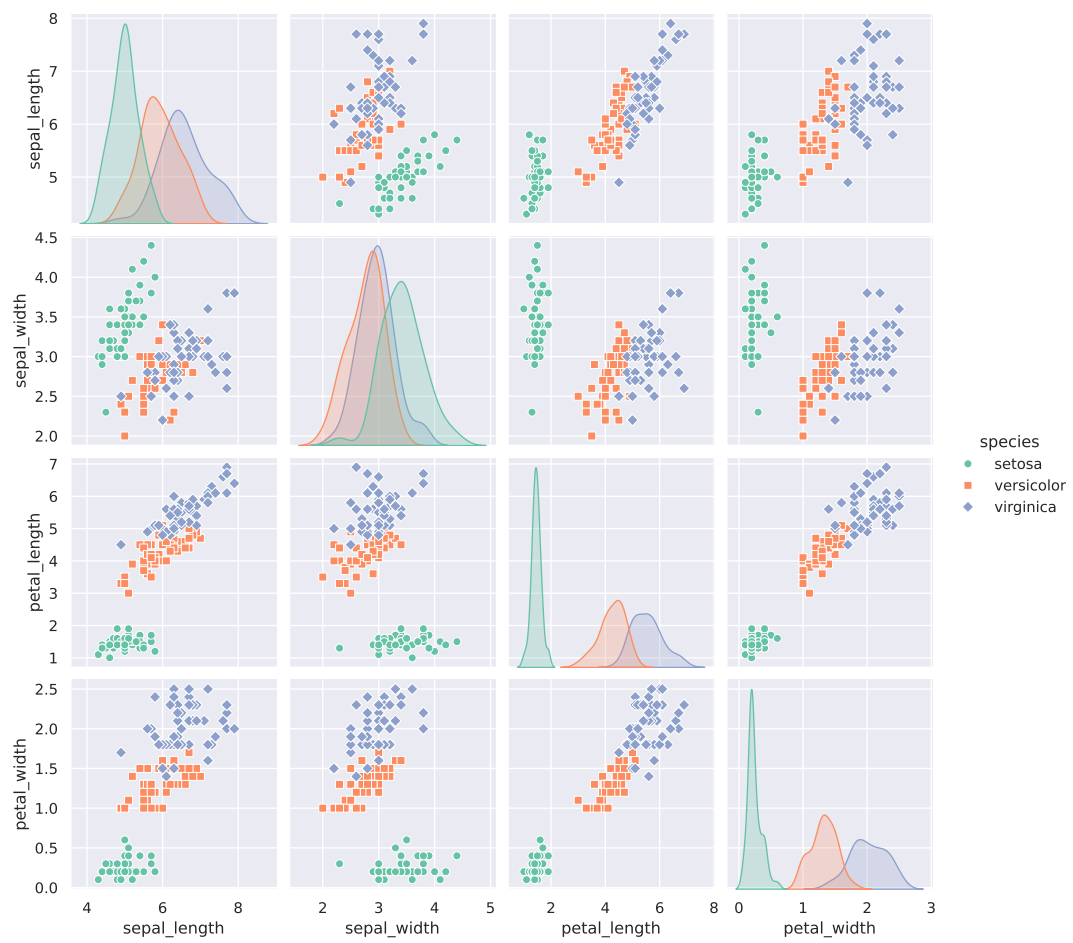 8
7
6
5
sepal_length
4.5
4.0
3.5
3.0
2.5
2.0
sepal_width
species
setosa
versicolor
virginica
7
6
5
4
3
2
1
petal_length
2.5
2.0
1.5
1.0
0.5
0.0
petal_width
4 6 8
2 3 4 5
2 4 6 8
0 1 2 3
sepal_length
sepal_width
petal_length
petal_width